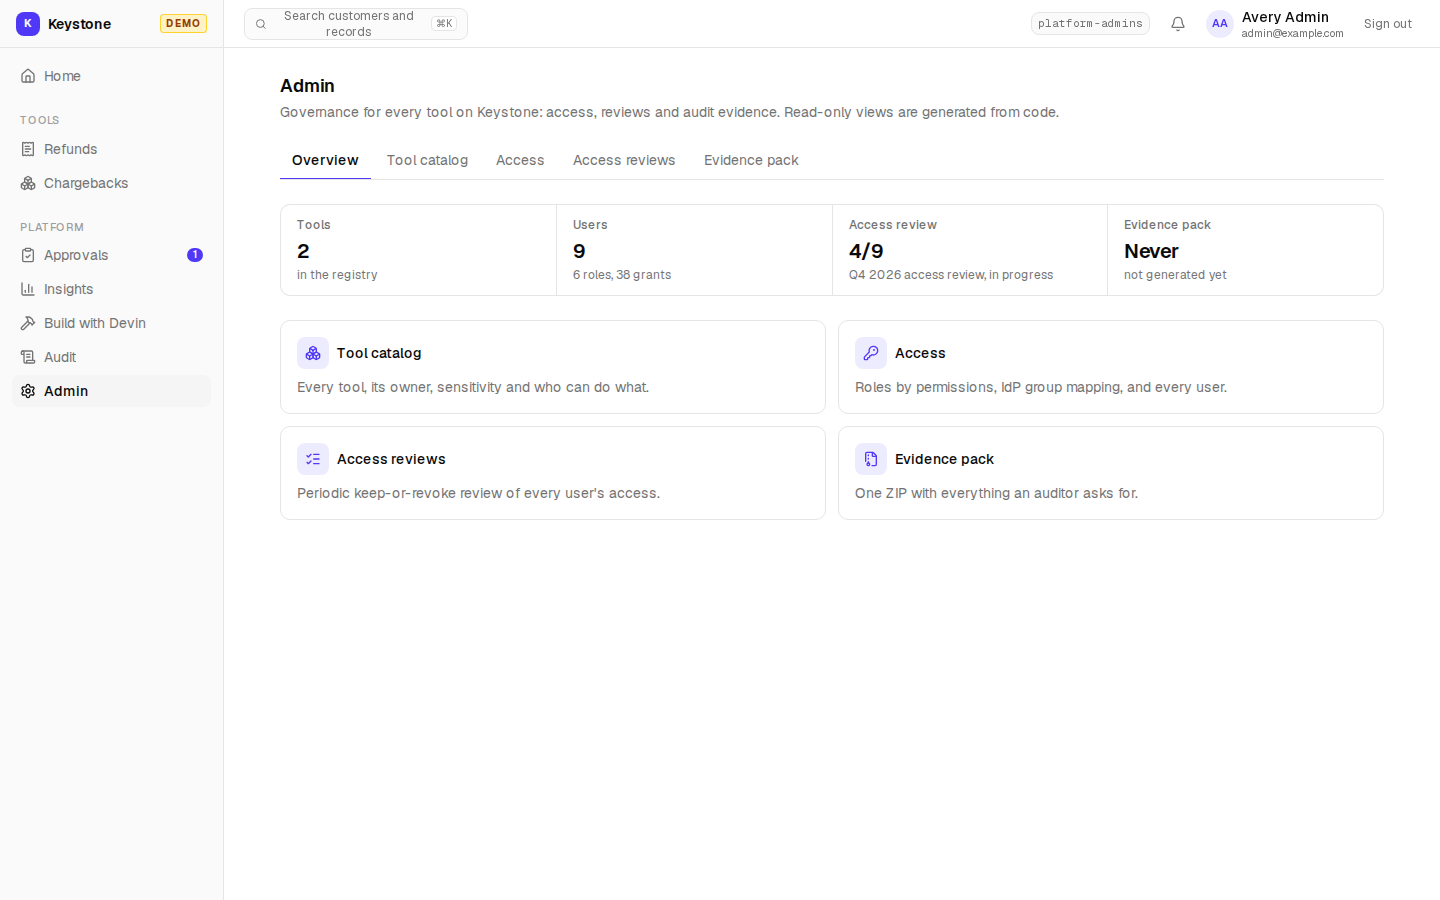 K Keystone DEMO
Search customers and records ⌘K
platform-admins
AA
Avery Admin
admin@example.com
Sign out
Home
TOOLS
Refunds
Chargebacks
PLATFORM
Approvals 1
Insights
Build with Devin
Audit
Admin
Admin
Governance for every tool on Keystone: access, reviews and audit evidence. Read-only views are generated from code.
Overview Tool catalog Access Access reviews Evidence pack
Tools
2
in the registry
Users
9
6 roles, 38 grants
Access review
4/9
Q4 2026 access review, in progress
Evidence pack
Never
not generated yet
Tool catalog
Every tool, its owner, sensitivity and who can do what.
Access
Roles by permissions, IdP group mapping, and every user.
Access reviews
Periodic keep-or-revoke review of every user's access.
Evidence pack
One ZIP with everything an auditor asks for.